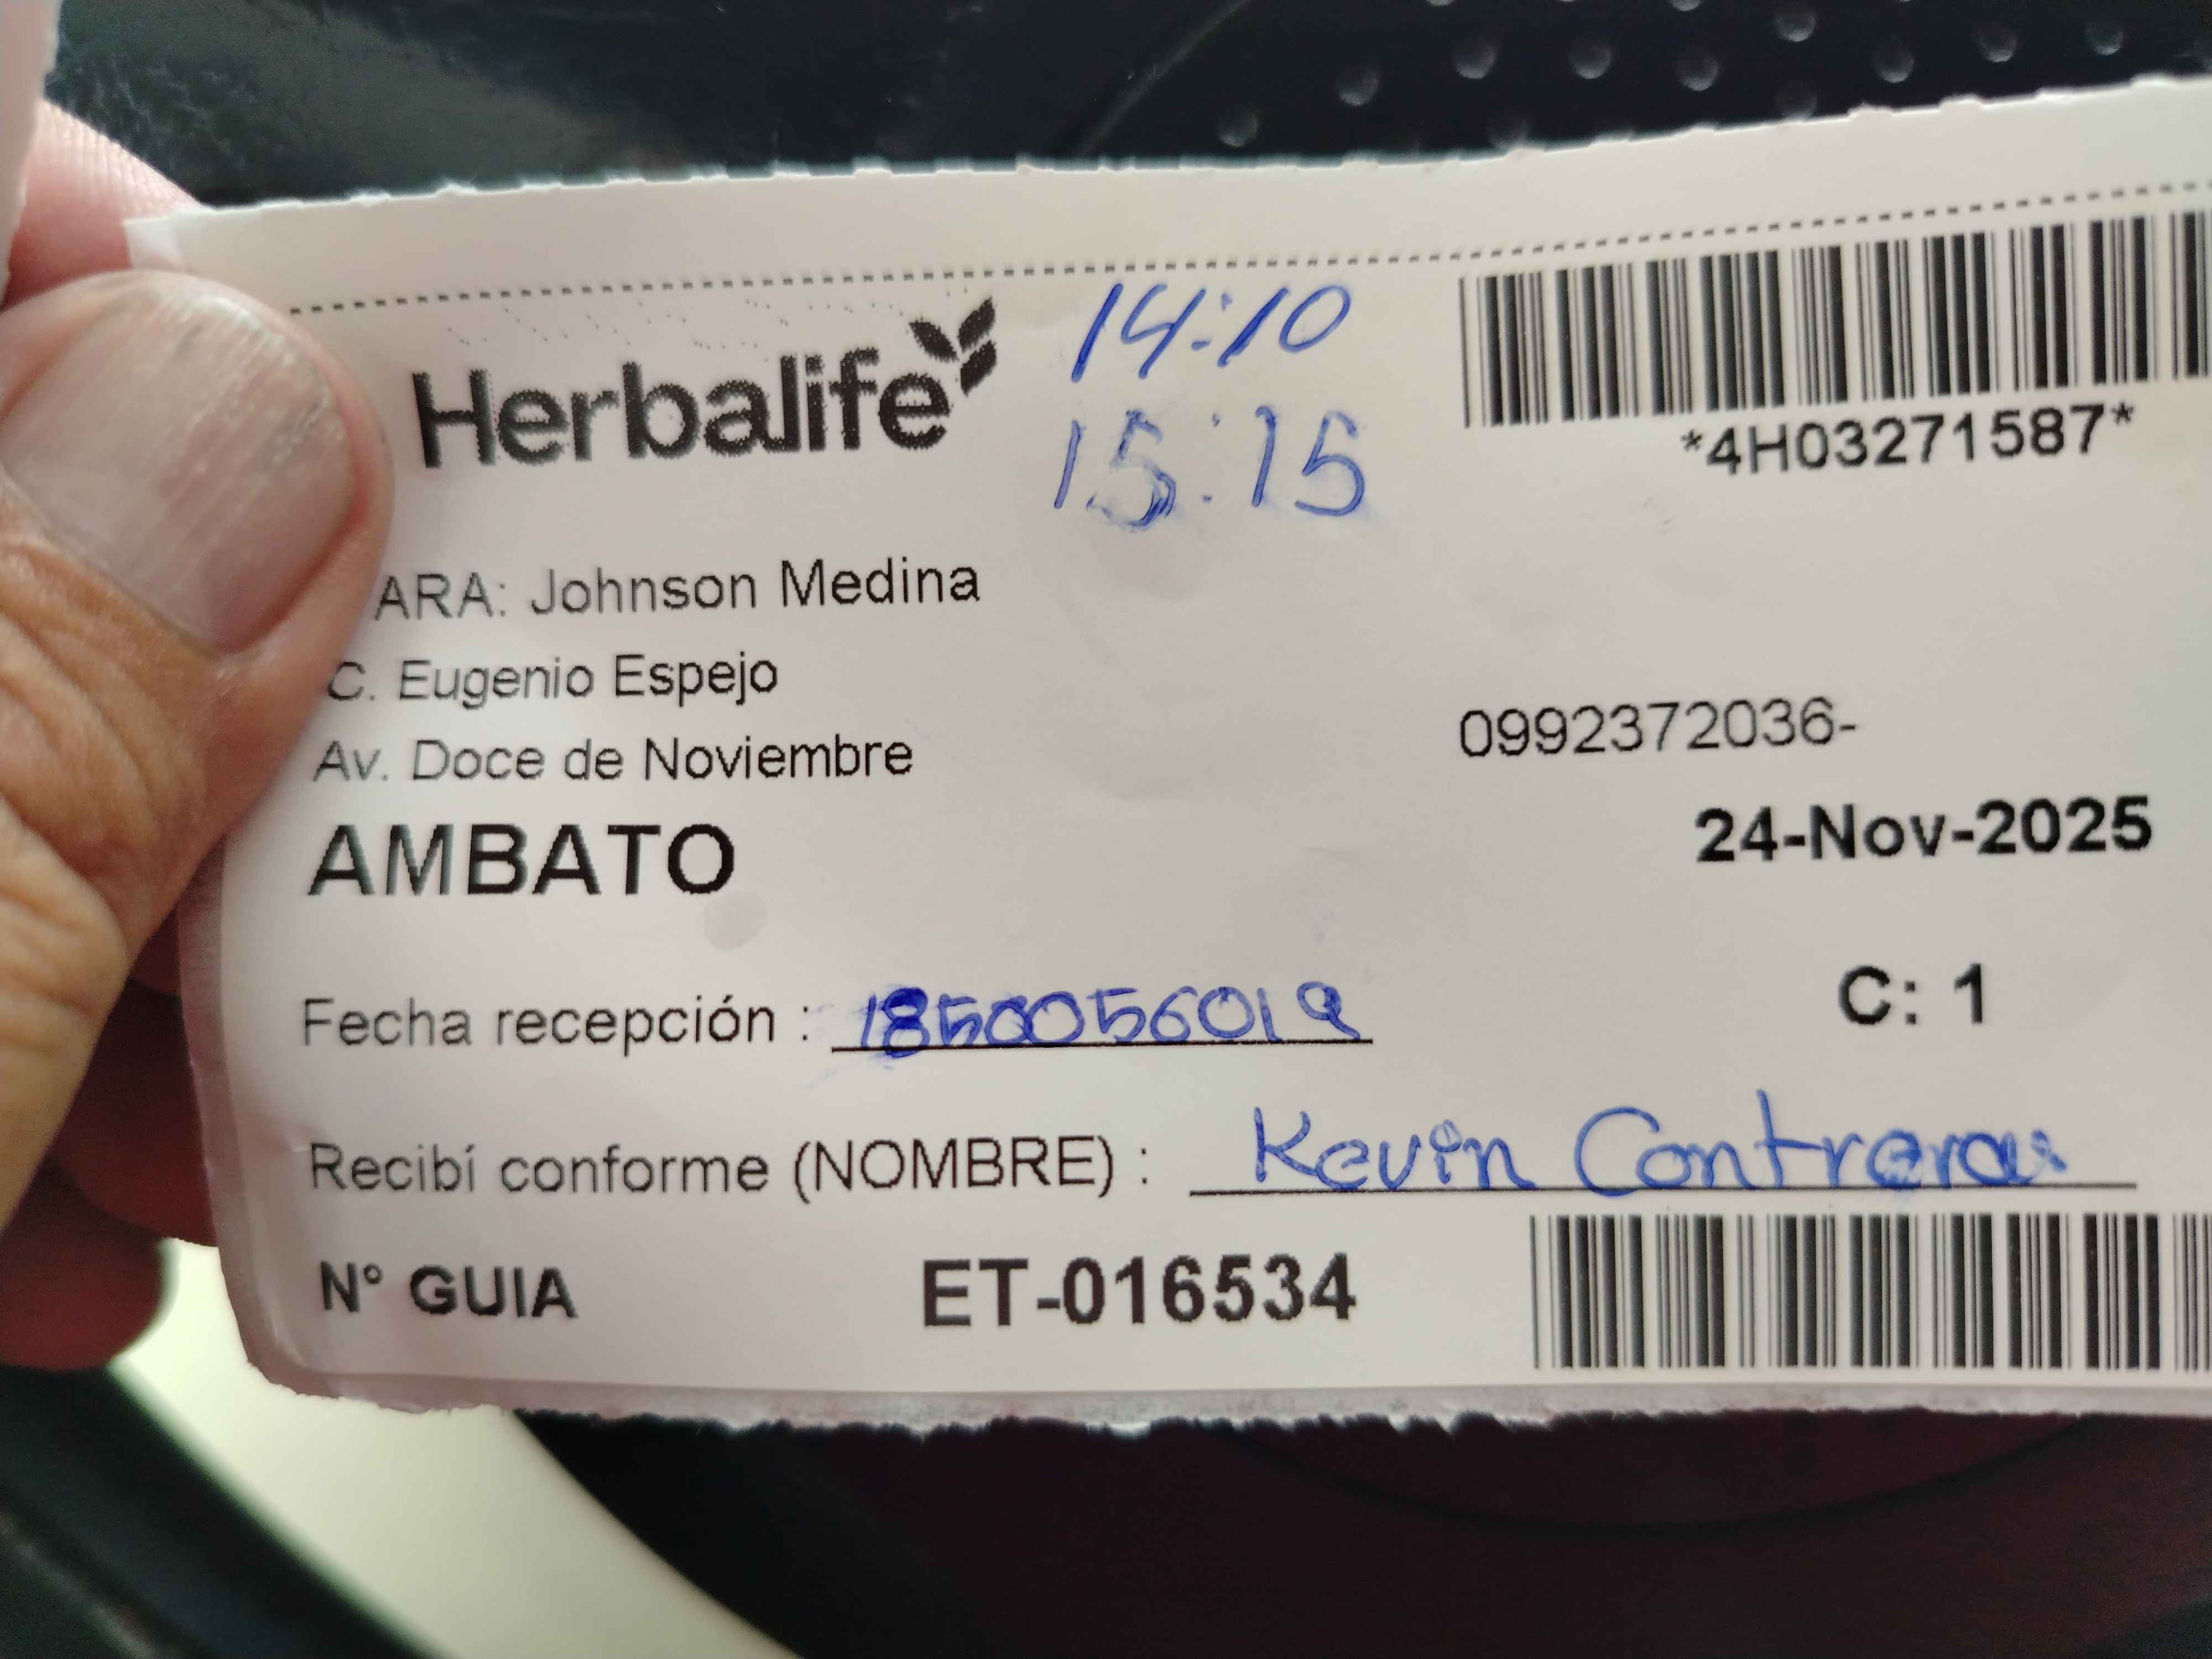 Herbalife
14:10
15:15
*4H03271587*
ARA: Johnson Medina
C. Eugenio Espejo
0992372036-
Av. Doce de Noviembre
24-Nov-2025
AMBATO
C: 1
Fecha recepción :
Recibí conforme (NOMBRE) : Kevin Contreras
N° GUIA ET-016534